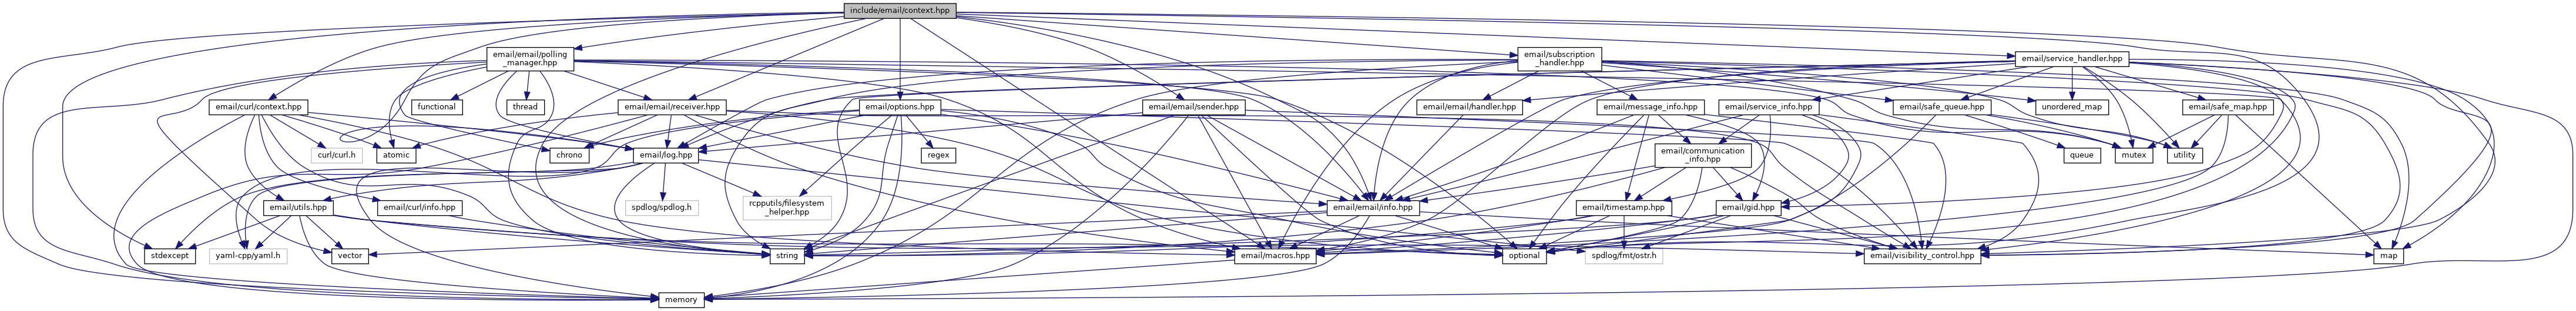 include/email/context.hpp
email/email/polling
_manager.hpp
email/subscription
_handler.hpp
email/service_handler.hpp
email/curl/context.hpp
functional
thread
email/email/receiver.hpp
email/options.hpp
email/email/sender.hpp
email/email/handler.hpp
email/message_info.hpp
email/service_info.hpp
email/safe_queue.hpp
unordered_map
email/safe_map.hpp
curl/curl.h
atomic
chrono
email/log.hpp
regex
email/communication
_info.hpp
queue
mutex
utility
email/utils.hpp
email/curl/info.hpp
spdlog/spdlog.h
rcpputils/filesystem
_helper.hpp
email/email/info.hpp
email/timestamp.hpp
email/gid.hpp
stdexcept
yaml-cpp/yaml.h
vector
string
email/macros.hpp
optional
spdlog/fmt/ostr.h
email/visibility_control.hpp
map
memory